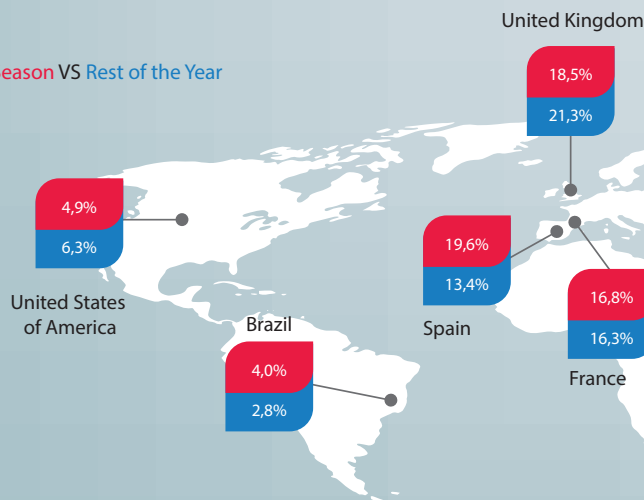 United Kingdom
eason VS Rest of the Year
18,5%
21,3%
4,9%
6,3%
United States
of America
19,6%
13,4%
Spain
16,8%
16,3%
France
Brazil
4,0%
2,8%